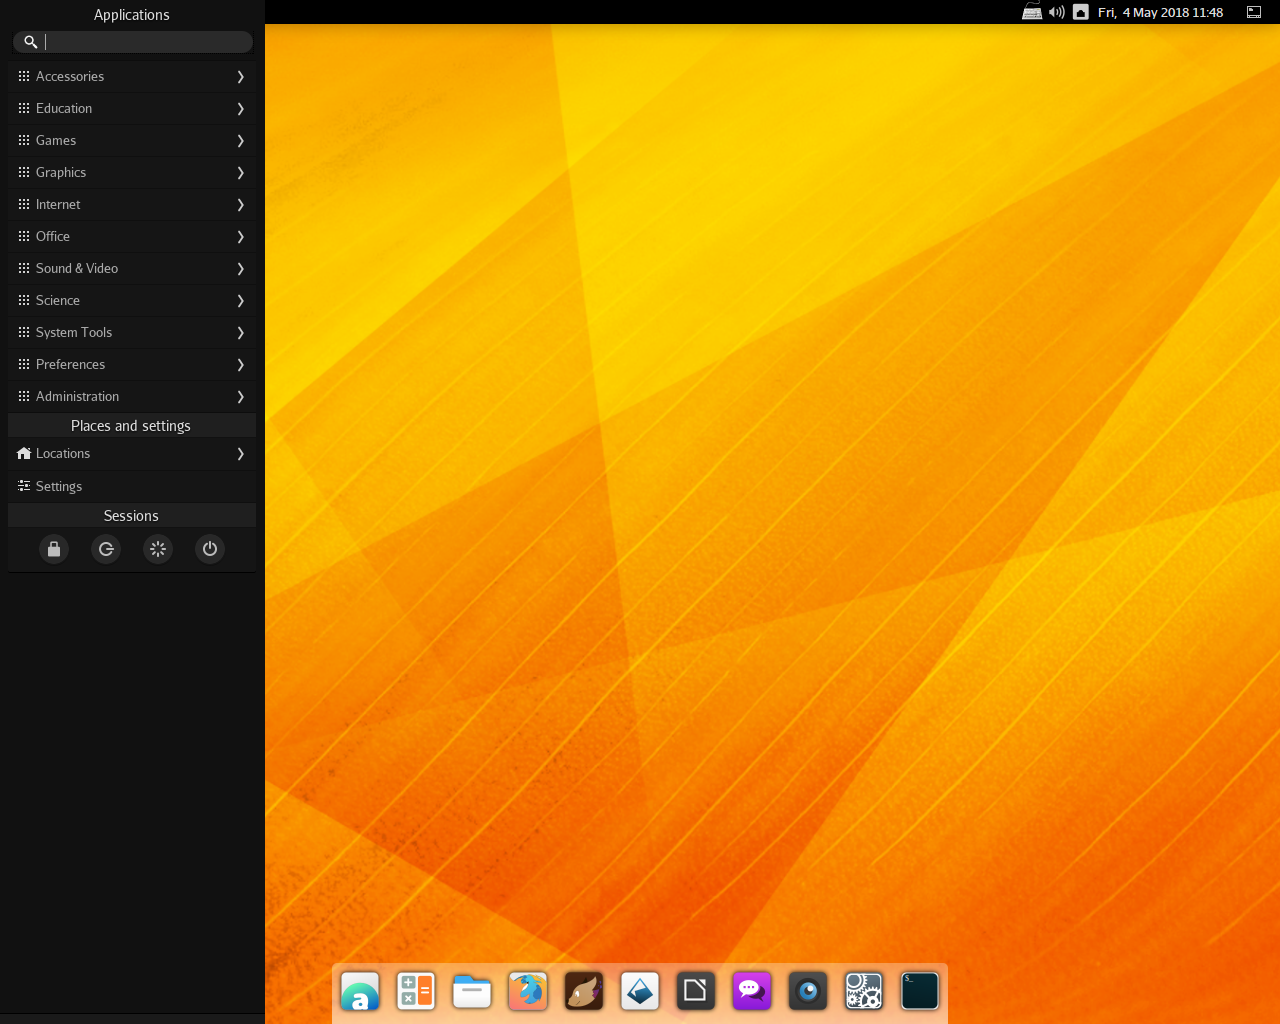 Applications
Fri,  4 May 2018 11:48
Accessories
Education
Games
Graphics
Internet
Office
Sound & Video
Science
System Tools
Preferences
Administration
Places and settings
Locations
Settings
Sessions
a
$_